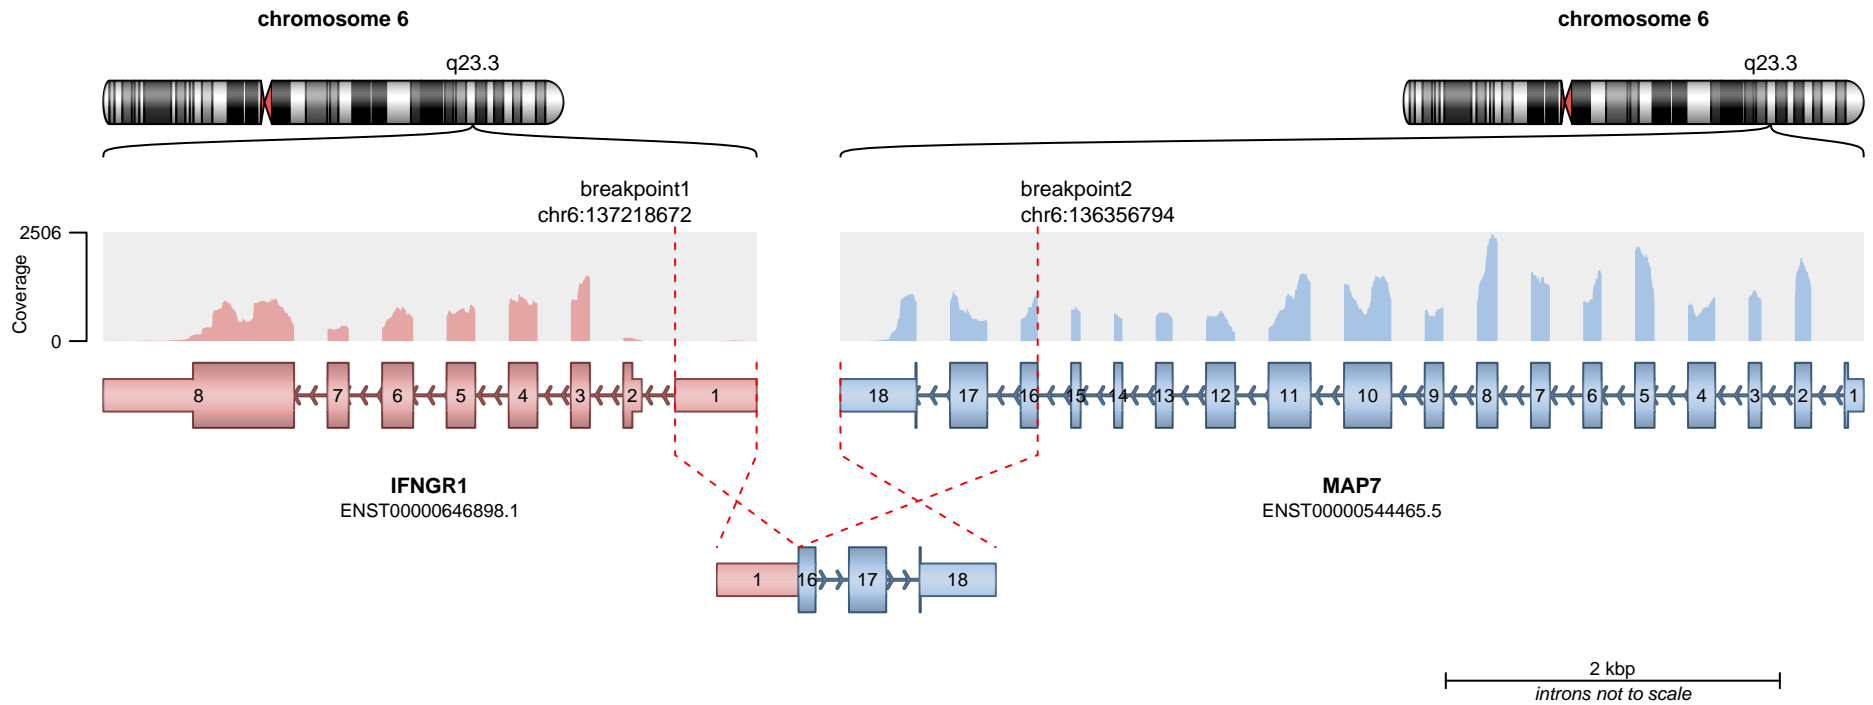 chromosome 6
chromosome 6
q23.3
q23.3
breakpoint1
chr6:137218672
breakpoint2
chr6:136356794
2506
Coverage
0
8 7 6 5 4 3 2 1
18 17 16 15 14 13 12 11 10 9 8 7 6 5 4 3 2 1
IFNGR1
ENST00000646898.1
MAP7
ENST00000544465.5
1 16 17 18
2 kbp
introns not to scale